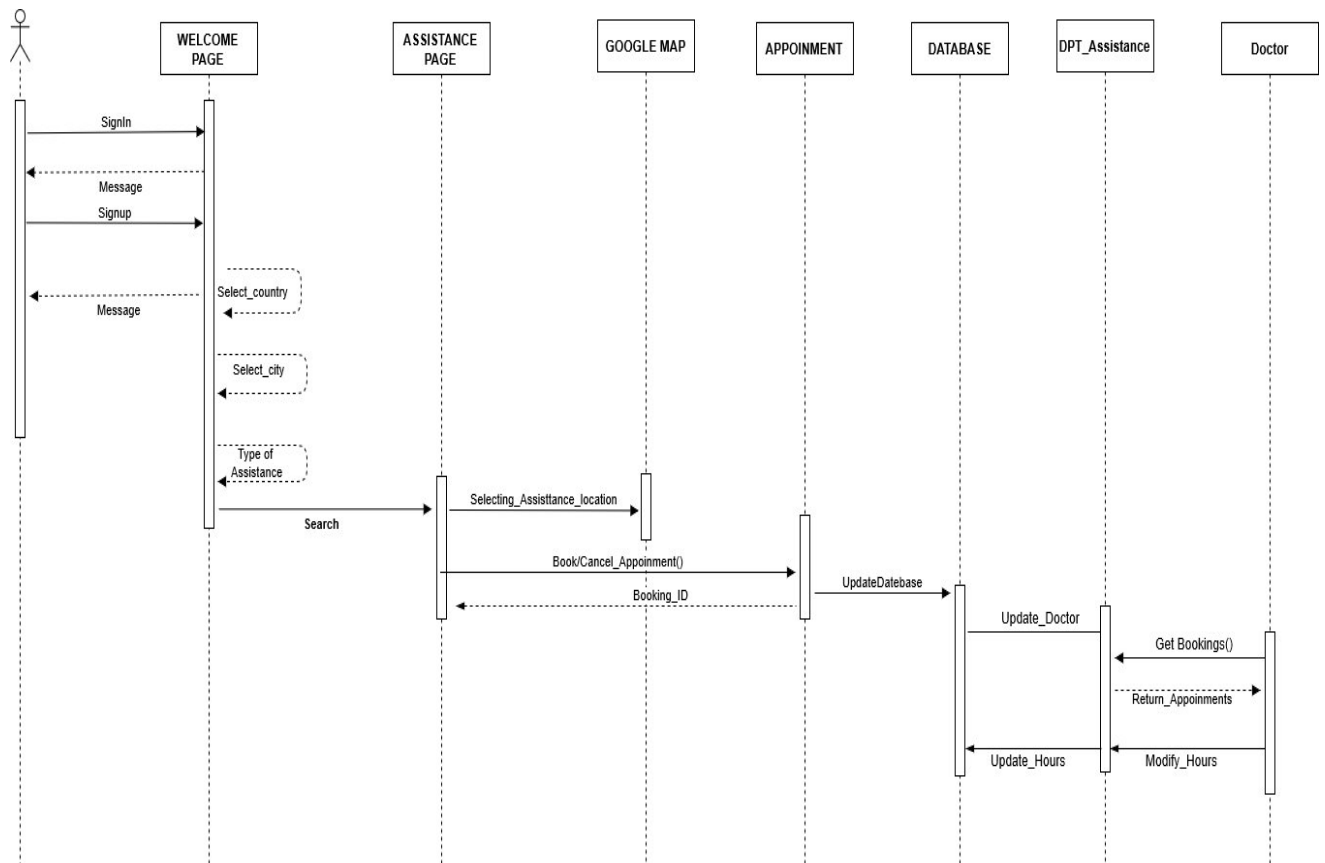 WELCOME
PAGE
ASSISTANCE
PAGE
GOOGLE MAP
APPOINMENT
DATABASE
DPT_Assistance
Doctor
SignIn
Message
Signup
Select_country
Message
Select_city
Type of
Assistance
Search
Selecting_Assisttance_location
Book/Cancel_Appoinment()
Booking_ID
UpdateDatebase
Update_Doctor
Get Bookings()
Return_Appoinments
Update_Hours
Modify_Hours